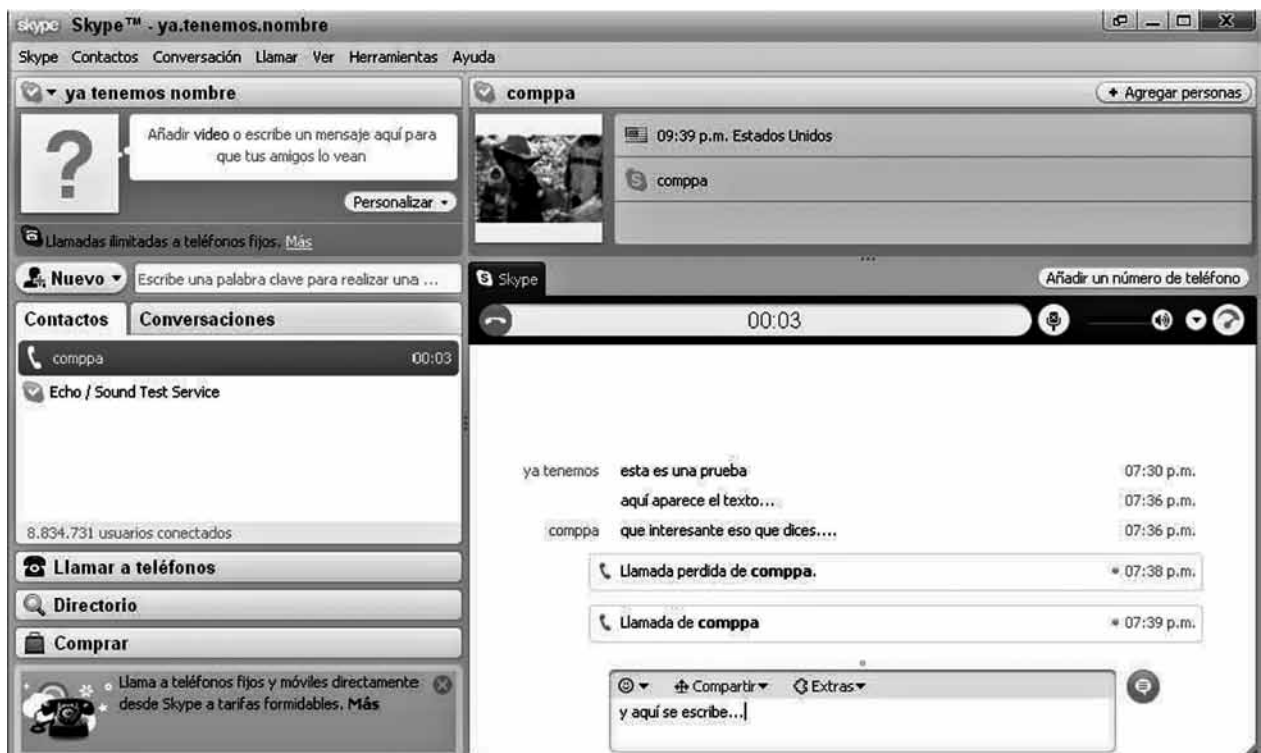 skype Skype™ - ya.tenemos.nombre
Skype Contactos Conversación Llamar Ver Herramientas Ayuda
ya tenemos nombre
?
Añadir video o escribe un mensaje aquí para
que tus amigos lo vean
Personalizar
Llamadas ilimitadas a teléfonos fijos. Más
Nuevo
Escribe una palabra clave para realizar una ...
Contactos Conversaciones
comppa 00:03
Echo / Sound Test Service
8.834.731 usuarios conectados
Llamar a teléfonos
Directorio
Comprar
Llama a teléfonos fijos y móviles directamente
desde Skype a tarifas formidables. Más
comppa
+ Agregar personas
09:39 p.m. Estados Unidos
comppa
Skype
Añadir un número de teléfono
00:03
ya tenemos esta es una prueba 07:30 p.m.
aquí aparece el texto... 07:36 p.m.
comppa que interesante eso que dices.... 07:36 p.m.
Llamada perdida de comppa. 07:38 p.m.
Llamada de comppa 07:39 p.m.
Compartir Extras
y aquí se escribe...